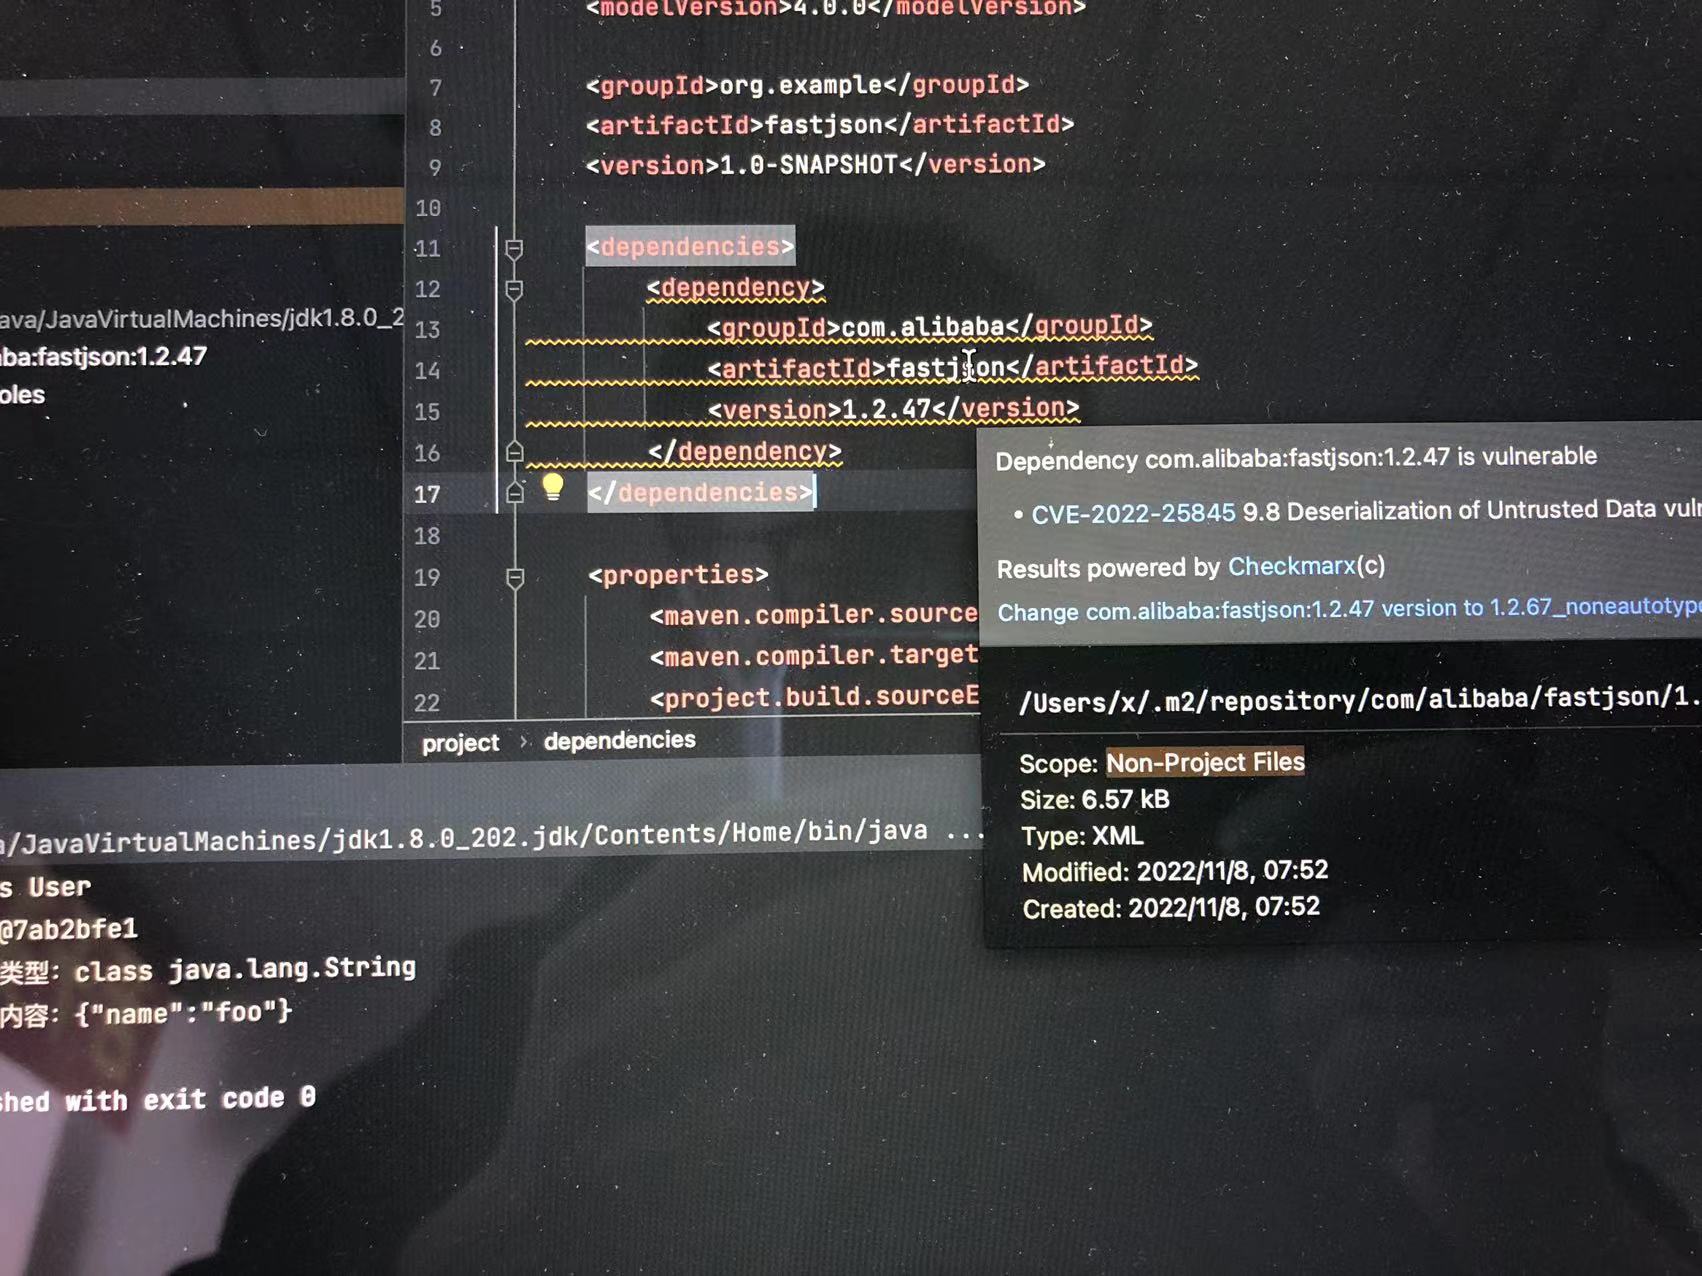 5 <modelVersion>4.0.0</modelVersion>
6
7 <groupId>org.example</groupId>
8 <artifactId>fastjson</artifactId>
9 <version>1.0-SNAPSHOT</version>
10
11 <dependencies>
12 <dependency>
13 <groupId>com.alibaba</groupId>
14 <artifactId>fastjson</artifactId>
15 <version>1.2.47</version>
16 </dependency>
17 </dependencies>
18
19 <properties>
20 <maven.compiler.source
21 <maven.compiler.target
22 <project.build.sourceE
project > dependencies
ava/JavaVirtualMachines/jdk1.8.0_2
ba:fastjson:1.2.47
oles
Dependency com.alibaba:fastjson:1.2.47 is vulnerable
• CVE-2022-25845 9.8 Deserialization of Untrusted Data vul
Results powered by Checkmarx(c)
Change com.alibaba:fastjson:1.2.47 version to 1.2.67_noneautotype
/Users/x/.m2/repository/com/alibaba/fastjson/1.
Scope: Non-Project Files
Size: 6.57 kB
Type: XML
Modified: 2022/11/8, 07:52
Created: 2022/11/8, 07:52
a/JavaVirtualMachines/jdk1.8.0_202.jdk/Contents/Home/bin/java ...
s User
@7ab2bfe1
类型：class java.lang.String
内容：{"name":"foo"}
shed with exit code 0